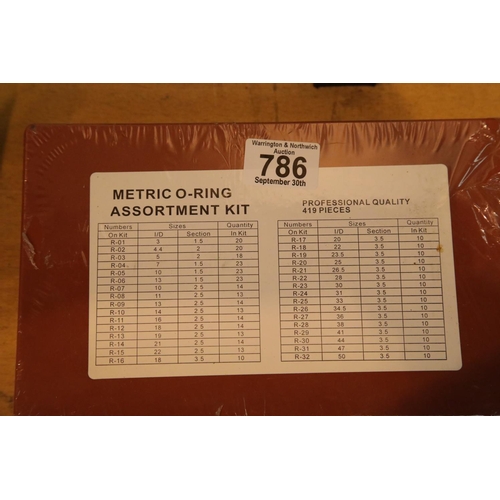 Warrington & Northwich
Auction
786
September 30th
METRIC O-RING
ASSORTMENT KIT
PROFESSIONAL QUALITY
419 PIECES
Numbers Sizes Quantity
On Kit I/D Section In Kit
R-01 3 1.5 20
R-02 4.4 2 20
R-03 5 2 18
R-04 7 1.5 23
R-05 10 1.5 23
R-06 13 1.5 23
R-07 10 2.5 14
R-08 11 2.5 13
R-09 13 2.5 14
R-10 14 2.5 13
R-11 16 2.5 14
R-12 18 2.5 14
R-13 19 2.5 13
R-14 21 2.5 13
R-15 22 2.5 13
R-16 18 3.5 10
Numbers Sizes Quantity
On Kit I/D Section In Kit
R-17 20 3.5 10
R-18 22 3.5 10
R-19 23.5 3.5 10
R-20 25 3.5 10
R-21 26.5 3.5 10
R-22 28 3.5 10
R-23 30 3.5 10
R-24 31 3.5 10
R-25 33 3.5 10
R-26 34.5 3.5 10
R-27 36 3.5 10
R-28 38 3.5 10
R-29 41 3.5 10
R-30 44 3.5 10
R-31 47 3.5 10
R-32 50 3.5 10